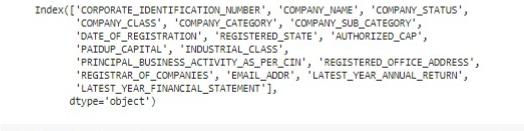 Index(['CORPORATE_IDENTIFICATION_NUMBER', 'COMPANY_NAME', 'COMPANY_STATUS',
'COMPANY_CLASS', 'COMPANY_CATEGORY', 'COMPANY_SUB_CATEGORY',
'DATE_OF_REGISTRATION', 'REGISTERED_STATE', 'AUTHORIZED_CAP',
'PAIDUP_CAPITAL', 'INDUSTRIAL_CLASS',
'PRINCIPAL_BUSINESS_ACTIVITY_AS_PER_CIN', 'REGISTERED_OFFICE_ADDRESS',
'REGISTRAR_OF_COMPANIES', 'EMAIL_ADDR', 'LATEST_YEAR_ANNUAL_RETURN',
'LATEST_YEAR_FINANCIAL_STATEMENT'],
dtype='object')